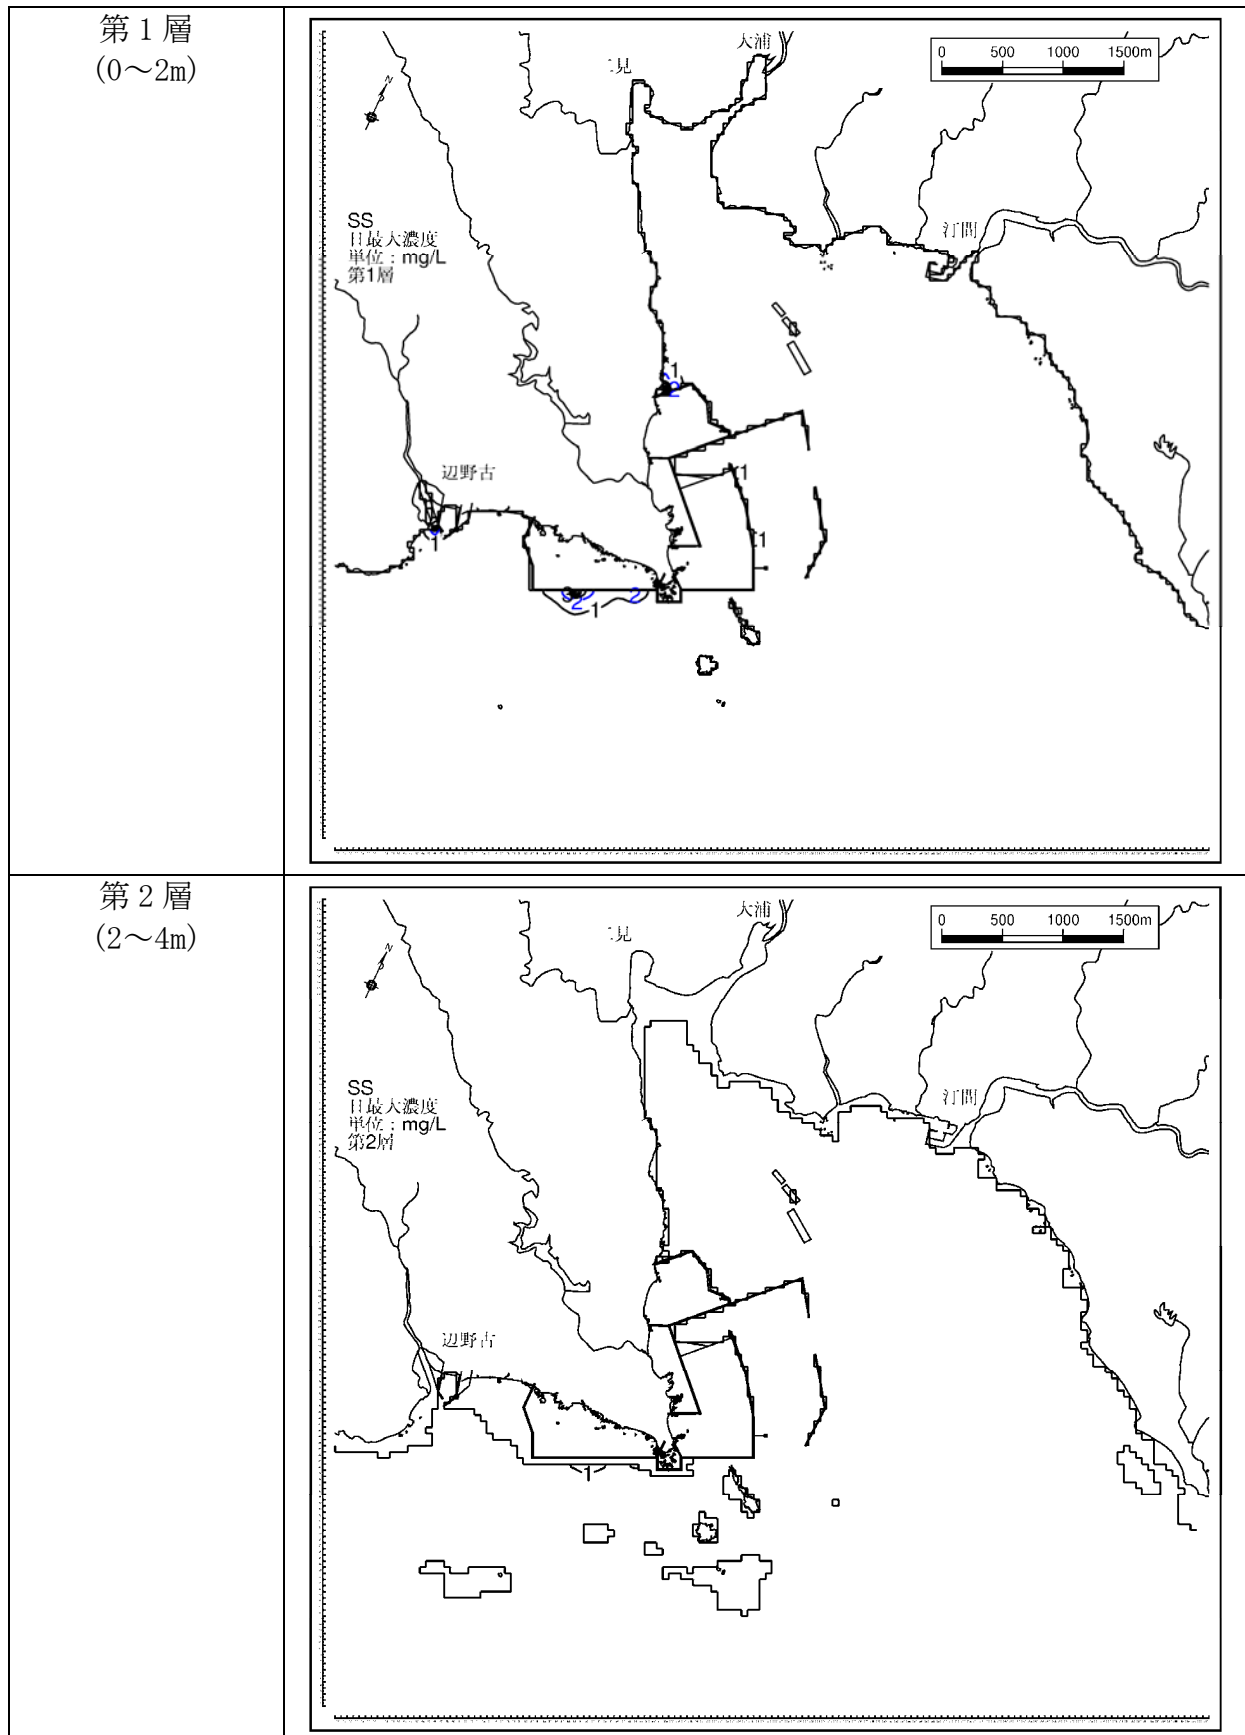 第1層
(0～2m)
大浦
二見
0 500 1000 1500m
N
SS
日最大濃度
単位：mg/L
第1層
汀間
1
2
辺野古
1
1
1
2
2
1
第2層
(2～4m)
大浦
二見
0 500 1000 1500m
N
SS
日最大濃度
単位：mg/L
第2層
汀間
辺野古
1